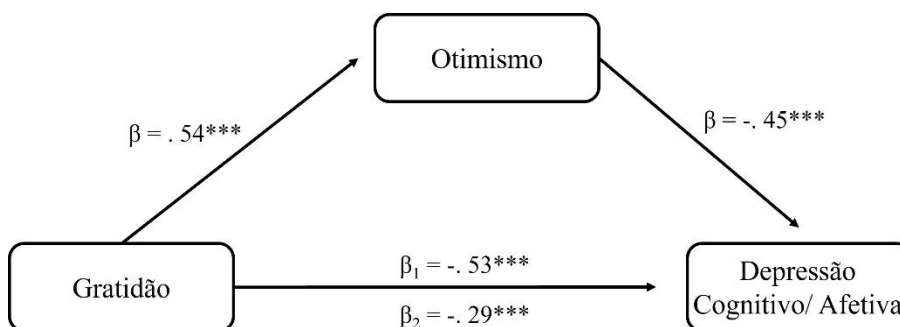 Otimismo
β = . 54***
β = -. 45***
Gratidão
β₁ = -. 53***
β₂ = -. 29***
Depressão
Cognitivo/ Afetiva